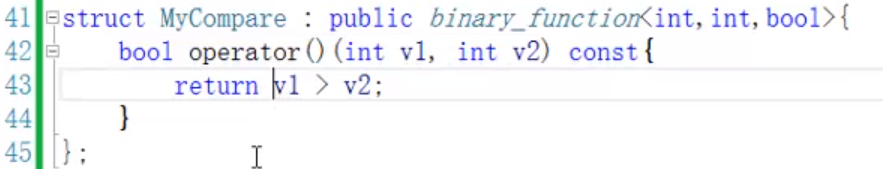 41 struct MyCompare : public binary_function<int,int,bool>{
42 bool operator()(int v1, int v2) const{
43 return v1 > v2;
44 }
45 };